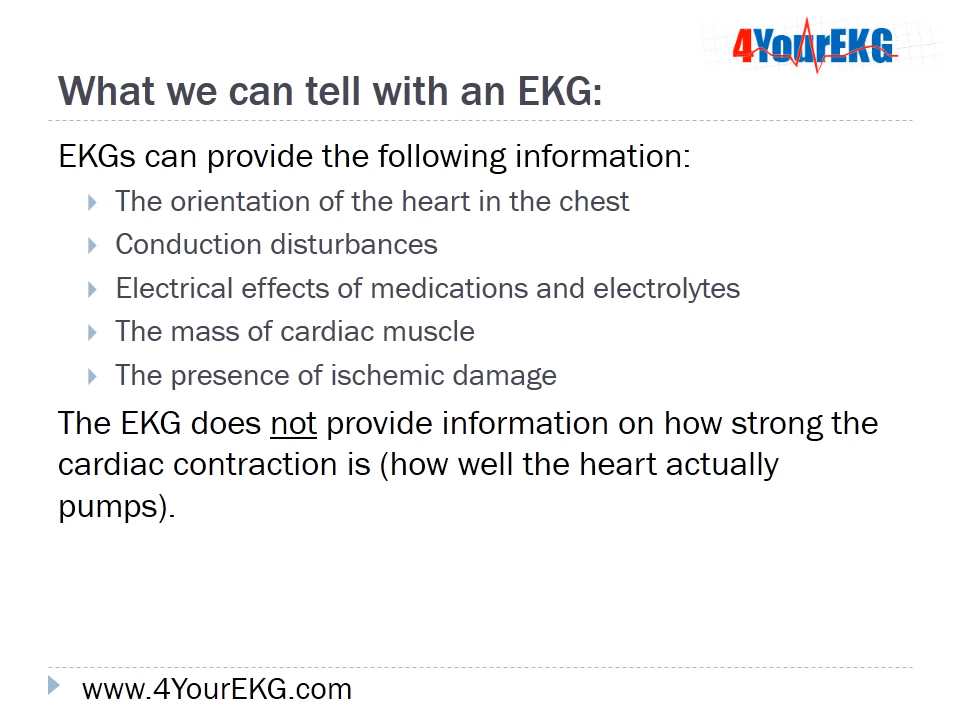 4YourEKG
What we can tell with an EKG:
EKGs can provide the following information:
The orientation of the heart in the chest
Conduction disturbances
Electrical effects of medications and electrolytes
The mass of cardiac muscle
The presence of ischemic damage
The EKG does not provide information on how strong the
cardiac contraction is (how well the heart actually
pumps).
www.4YourEKG.com